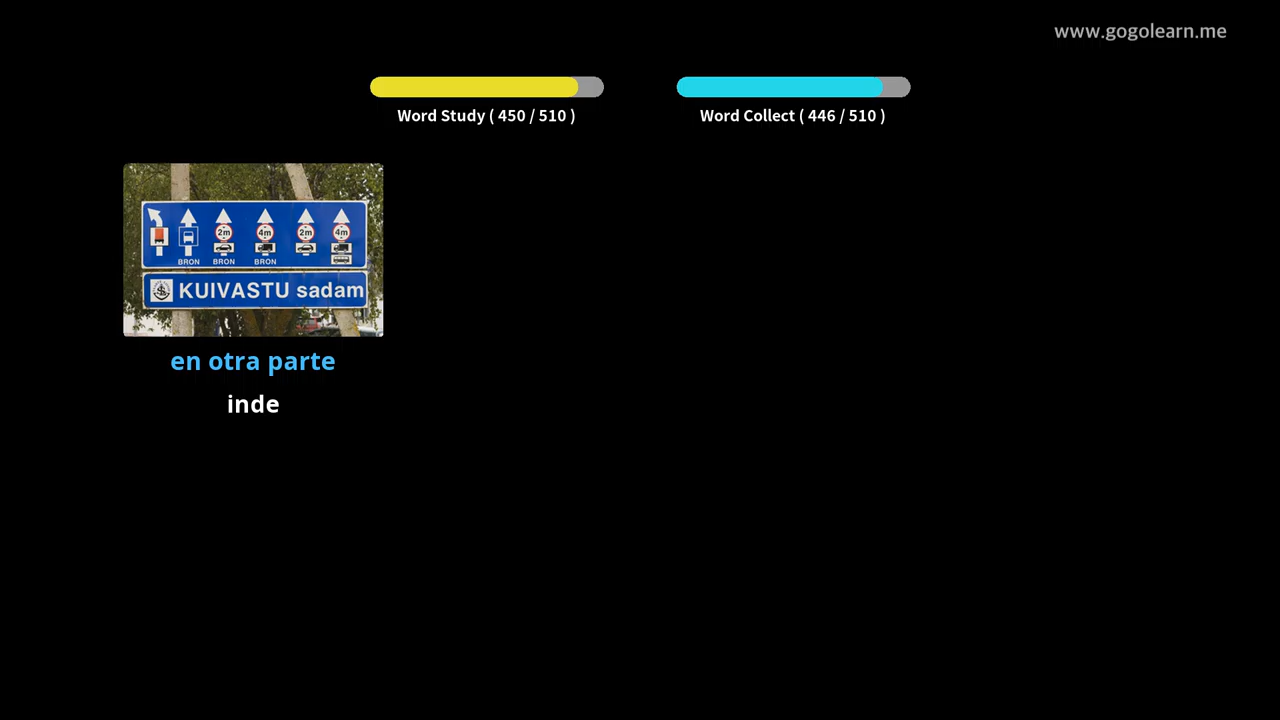 www.gogolearn.me
Word Study ( 450 / 510 )
Word Collect ( 446 / 510 )
2m 4m 2m 4m
BRON BRON BRON
KUIVASTU sadam
en otra parte
inde